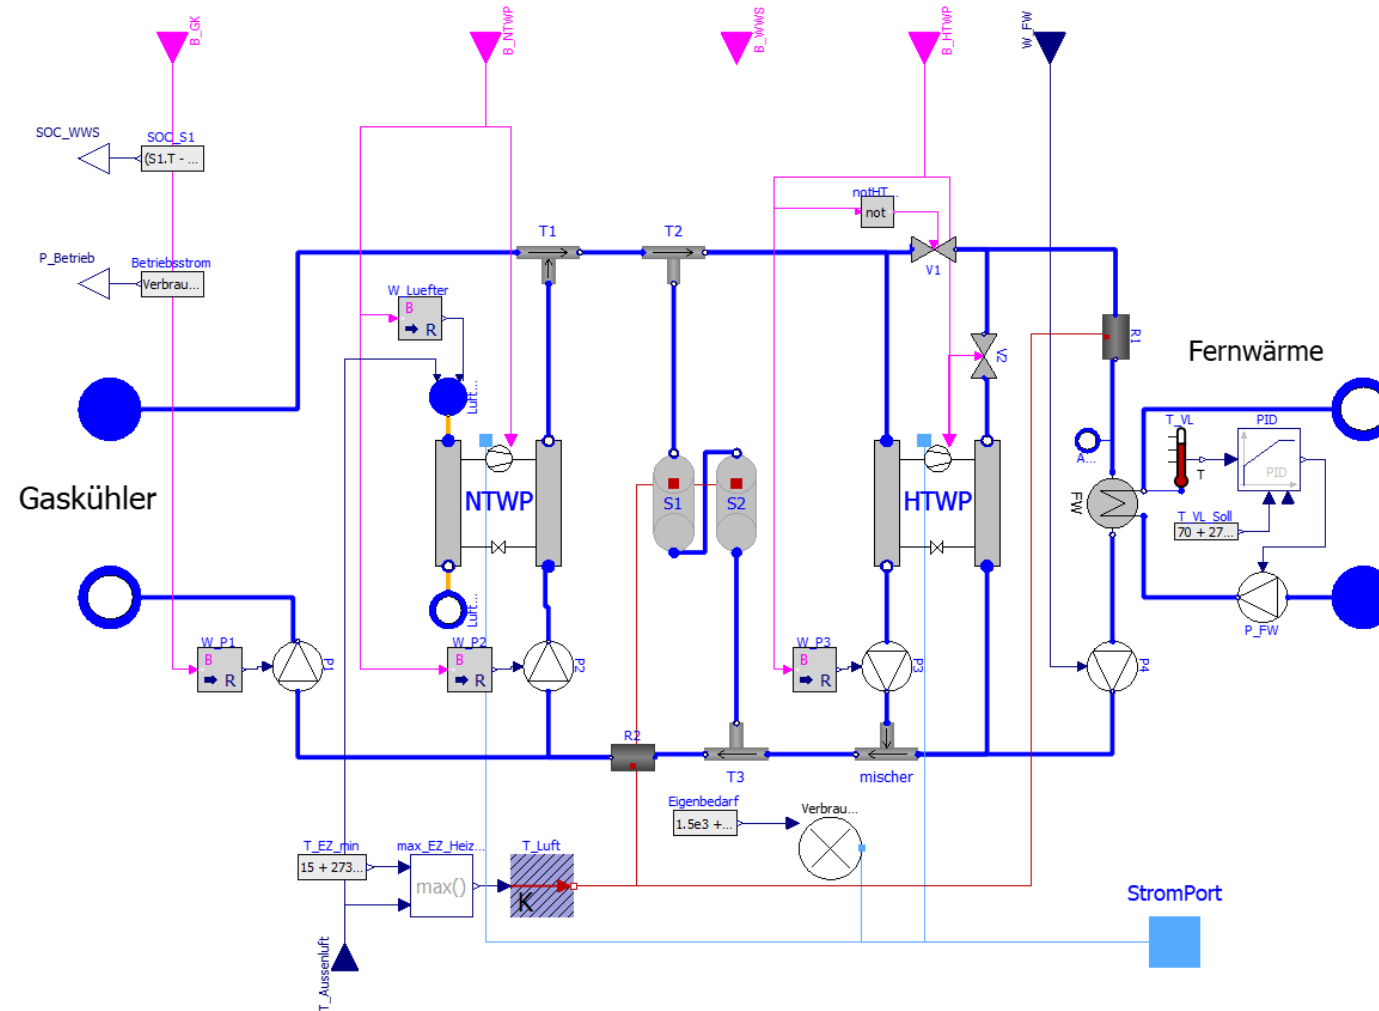 B_GK
B_NTWP
B_WWS
B_HTWP
W_FW
SOC_WWS
SOC_S1
(S1.T - ...
notHT...
not
T1
T2
V1
P_Betrieb
Betriebsstrom
Verbrau...
W_Luefter
B
R
V2
R1
Fernwärme
Luft...
T_VL
PID
A...
T
PID
Gaskühler
NTWP
S1
S2
HTWP
FW
T_VL_Soll
70 + 27...
Luft...
P_FW
W_P1
B
R
P1
W_P2
B
R
P2
W_P3
B
R
P3
P4
R2
T3
mischer
Eigenbedarf
1.5e3 +...
Verbrau...
T_EZ_min
15 + 273...
max_EZ_Heiz...
max()
T_Luft
K
StromPort
T_Aussenluft